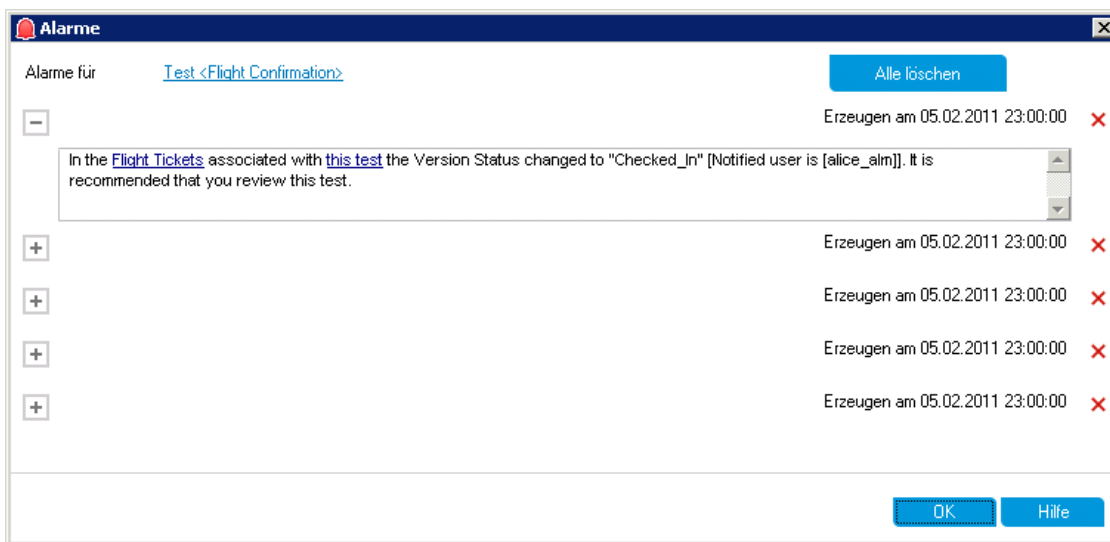 Alarme
Alarme für Test <Flight Confirmation> Alle löschen
Erzeugen am 05.02.2011 23:00:00
In the Flight Tickets associated with this test the Version Status changed to "Checked_In" [Notified user is [alice_alm]]. It is
recommended that you review this test.
Erzeugen am 05.02.2011 23:00:00
Erzeugen am 05.02.2011 23:00:00
Erzeugen am 05.02.2011 23:00:00
Erzeugen am 05.02.2011 23:00:00
OK Hilfe